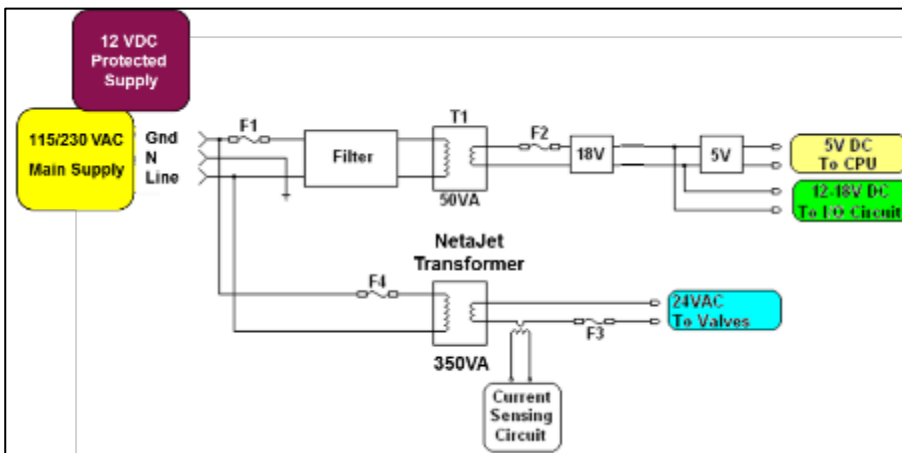 12 VDC
Protected
Supply
115/230 VAC
Main Supply
Gnd
N
Line
F1
Filter
T1
50VA
F2
18V
5V
5V DC
To CPU
12-18V DC
To I/O Circuit
NetaJet
Transformer
F4
350VA
24VAC
To Valves
F3
Current
Sensing
Circuit